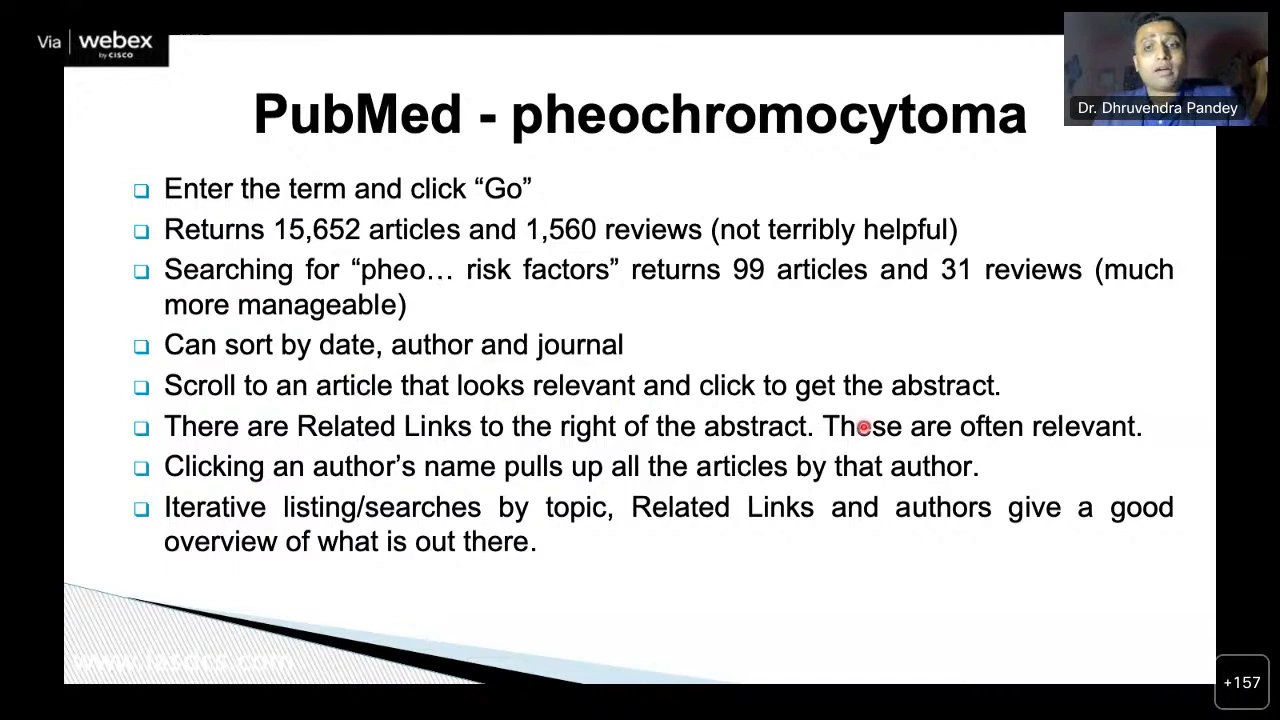 Via webex
by CISCO
Dr. Dhruvendra Pandey
PubMed - pheochromocytoma
Enter the term and click “Go”
Returns 15,652 articles and 1,560 reviews (not terribly helpful)
Searching for “pheo… risk factors” returns 99 articles and 31 reviews (much
more manageable)
Can sort by date, author and journal
Scroll to an article that looks relevant and click to get the abstract.
There are Related Links to the right of the abstract. These are often relevant.
Clicking an author’s name pulls up all the articles by that author.
Iterative listing/searches by topic, Related Links and authors give a good
overview of what is out there.
+157